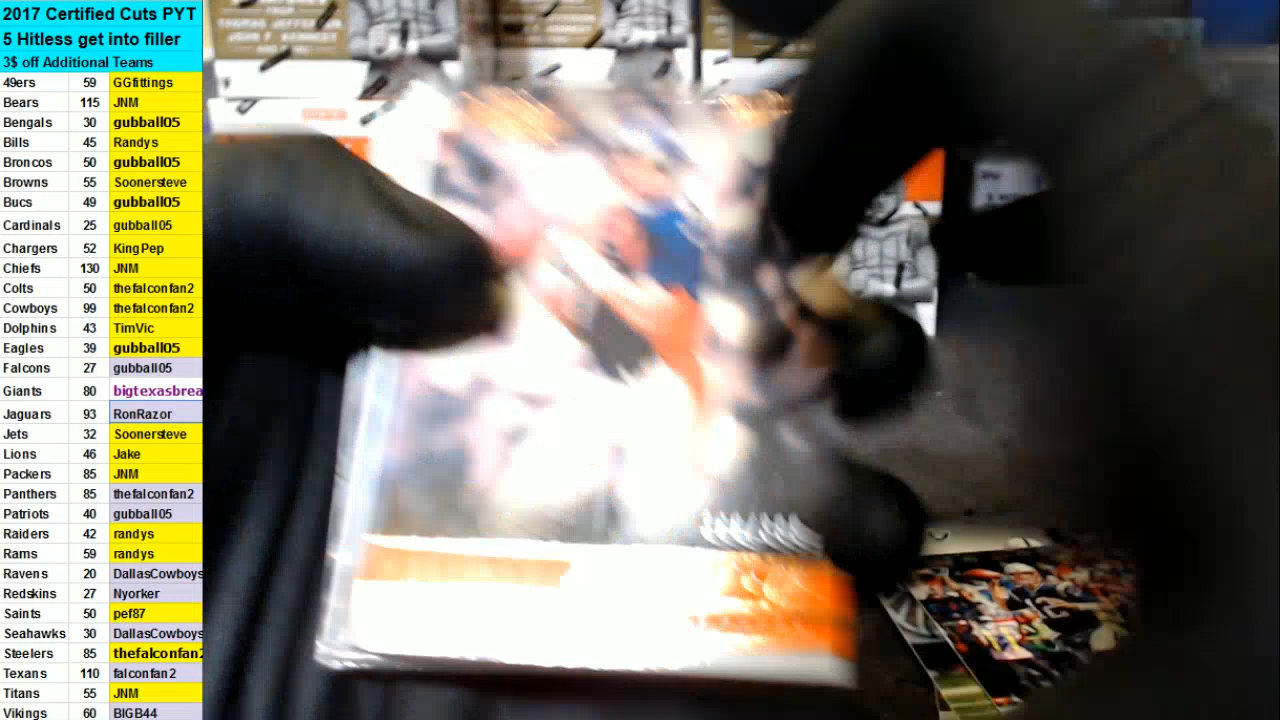 2017 Certified Cuts PYT
5 Hitless get into filler
3$ off Additional Teams
49ers 59 GGfittings
Bears 115 JNM
Bengals 30 gubball05
Bills 45 Randys
Broncos 50 gubball05
Browns 55 Soonersteve
Bucs 49 gubball05
Cardinals 25 gubball05
Chargers 52 KingPep
Chiefs 130 JNM
Colts 50 thefalconfan2
Cowboys 99 thefalconfan2
Dolphins 43 TimVic
Eagles 39 gubball05
Falcons 27 gubball05
Giants 80 bigtexasbrea
Jaguars 93 RonRazor
Jets 32 Soonersteve
Lions 46 Jake
Packers 85 JNM
Panthers 85 thefalconfan2
Patriots 40 gubball05
Raiders 42 randys
Rams 59 randys
Ravens 20 DallasCowboys
Redskins 27 Nyorker
Saints 50 pef87
Seahawks 30 DallasCowboys
Steelers 85 thefalconfan2
Texans 110 falconfan2
Titans 55 JNM
Vikings 60 BIGB44
THOMAS JEFFERSON
JOHN F. KENNEDY